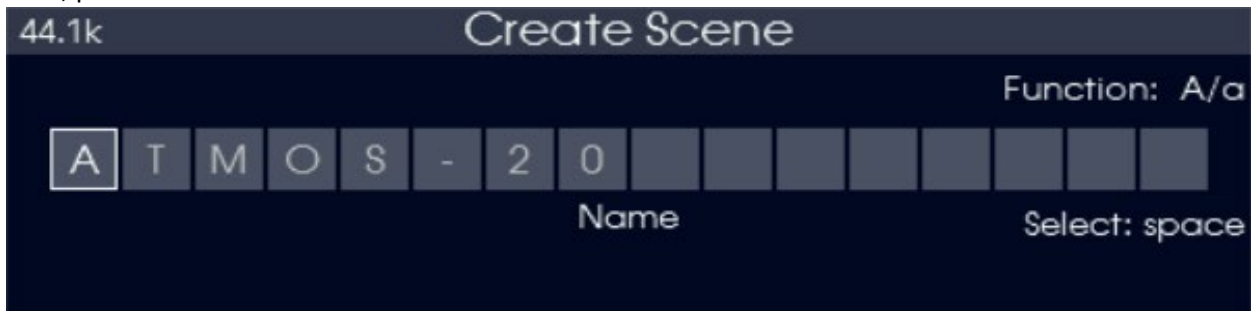 44.1k Create Scene
Function: A/a
ATMOS-20
Name
Select: space